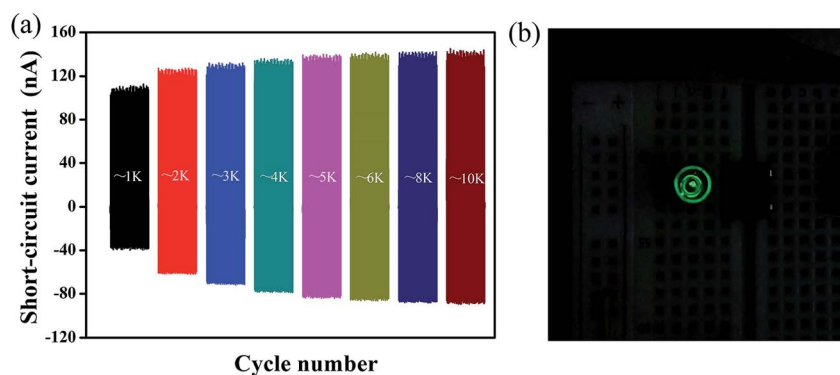 (a)
(b)
Short-circuit current (nA)
160
120
80
40
0
-40
-80
-120
~1K
~2K
~3K
~4K
~5K
~6K
~8K
~10K
Cycle number
- +